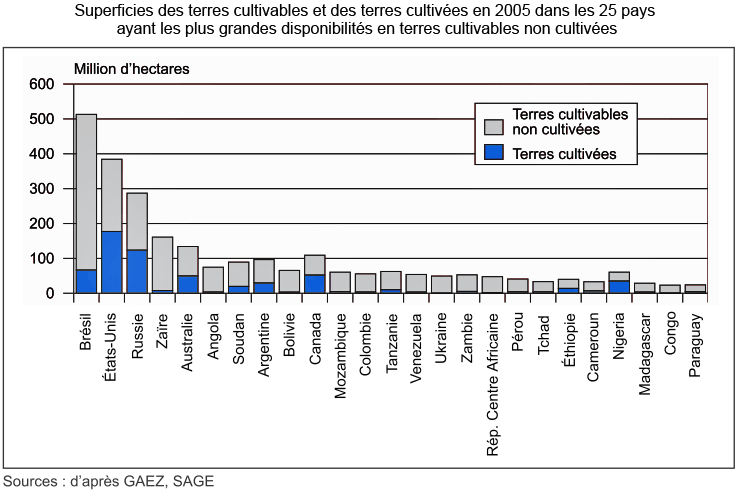 Superficies des terres cultivables et des terres cultivées en 2005 dans les 25 pays
ayant les plus grandes disponibilités en terres cultivables non cultivées
Million d'hectares
600
500
400
300
200
100
0
Terres cultivables
non cultivées
Terres cultivées
Brésil
États-Unis
Russie
Zaïre
Australie
Angola
Soudan
Argentine
Bolivie
Canada
Mozambique
Colombie
Tanzanie
Venezuela
Ukraine
Zambie
Rép. Centre Africaine
Pérou
Tchad
Éthiopie
Cameroun
Nigeria
Madagascar
Congo
Paraguay
Sources : d'après GAEZ, SAGE